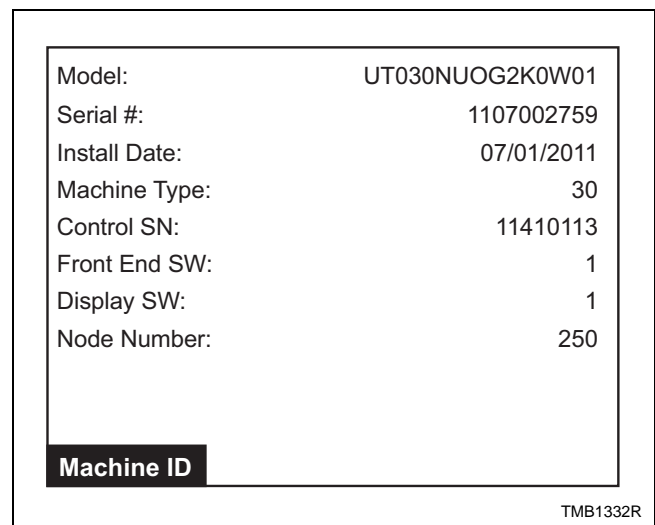 Model: UT030NUOG2K0W01
Serial #: 1107002759
Install Date: 07/01/2011
Machine Type: 30
Control SN: 11410113
Front End SW: 1
Display SW: 1
Node Number: 250
Machine ID
TMB1332R